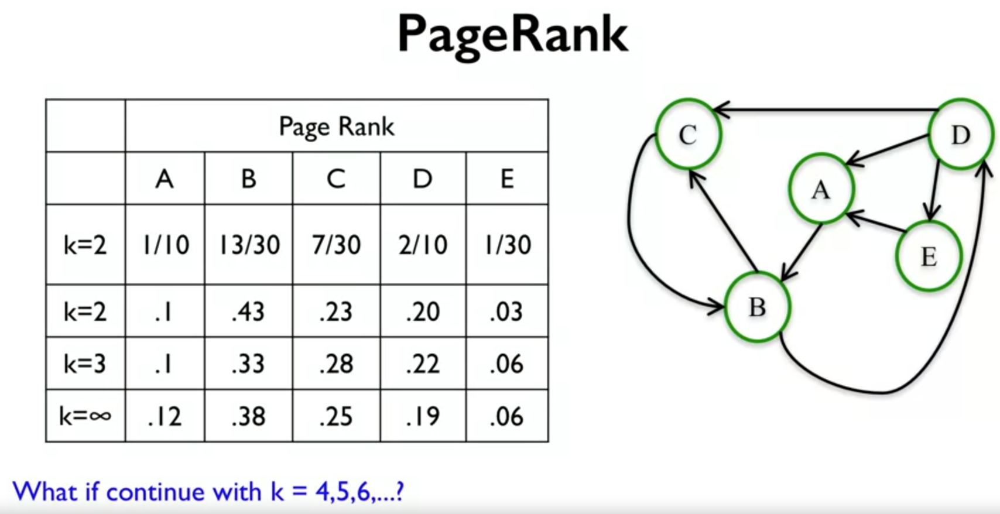 PageRank
Page Rank
A B C D E
k=2 1/10 13/30 7/30 2/10 1/30
k=2 .1 .43 .23 .20 .03
k=3 .1 .33 .28 .22 .06
k=∞ .12 .38 .25 .19 .06
C
D
A
E
B
What if continue with k = 4,5,6,...?